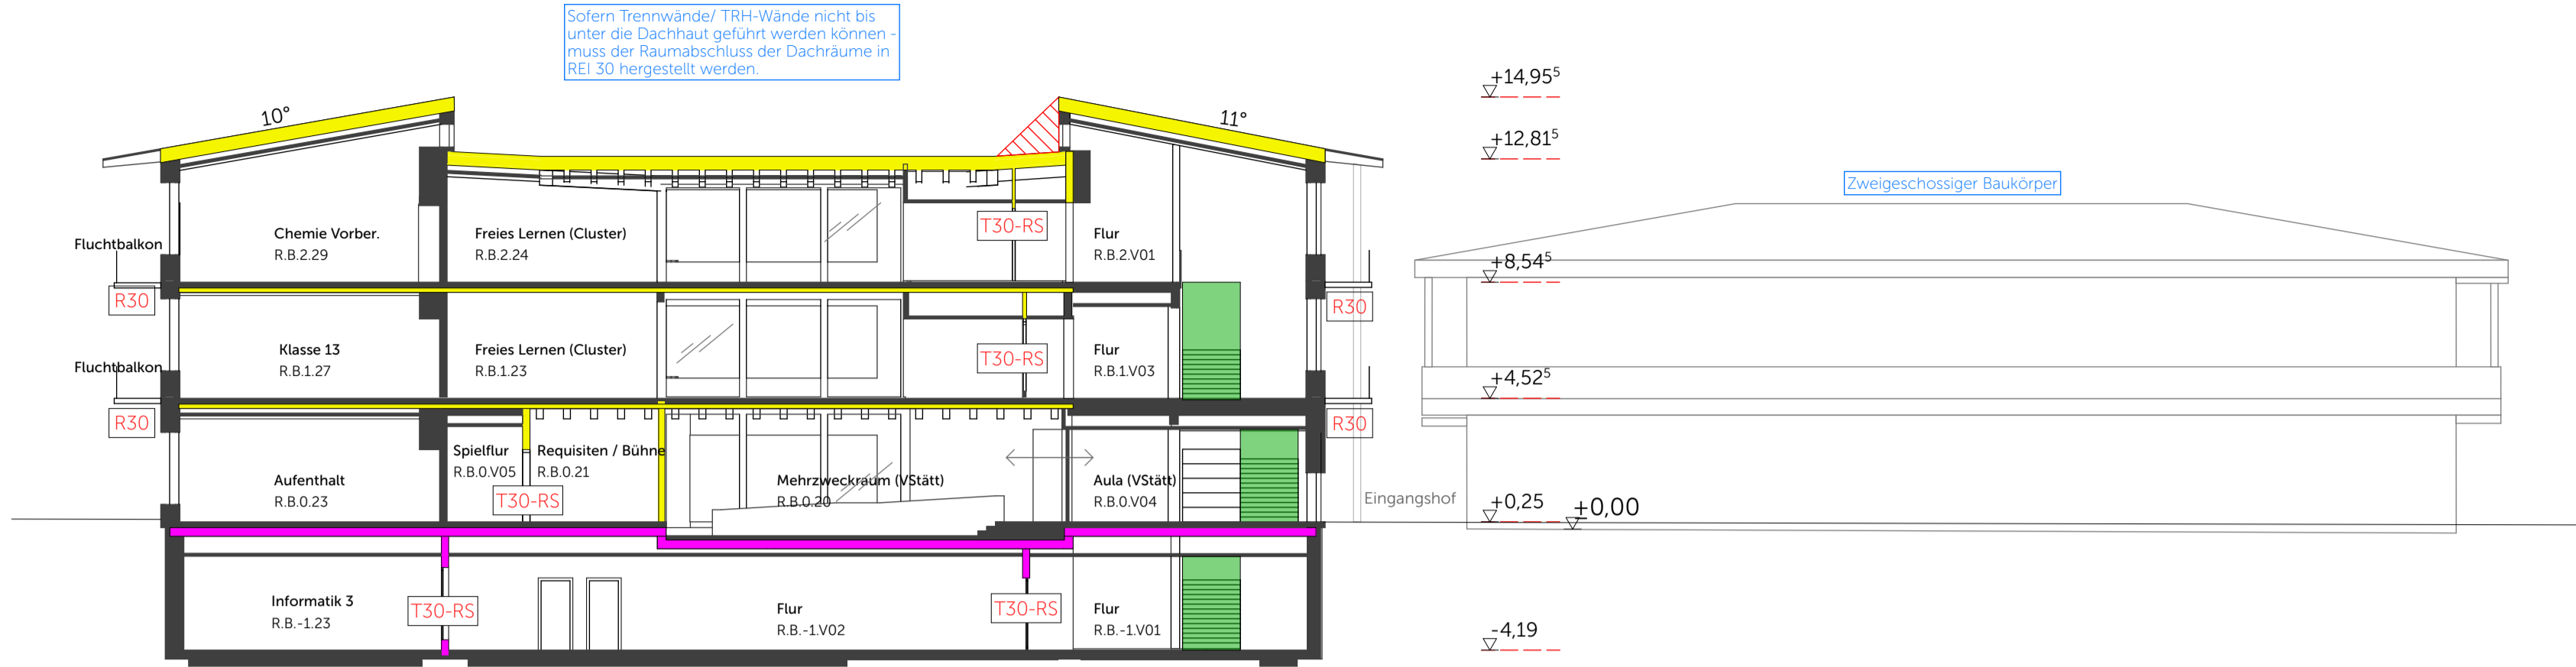 Sofern Trennwände/ TRH-Wände nicht bis
unter die Dachhaut geführt werden können -
muss der Raumabschluss der Dachräume in
REI 30 hergestellt werden.
10°
11°
+14,95⁵
+12,81⁵
Zweigeschossiger Baukörper
Fluchtbalkon
Chemie Vorber.
R.B.2.29
Freies Lernen (Cluster)
R.B.2.24
T30-RS
Flur
R.B.2.V01
+8,54⁵
R30
R30
Fluchtbalkon
Klasse 13
R.B.1.27
Freies Lernen (Cluster)
R.B.1.23
T30-RS
Flur
R.B.1.V03
+4,52⁵
R30
R30
Aufenthalt
R.B.0.23
Spielflur
R.B.0.V05
Requisiten / Bühne
R.B.0.21
T30-RS
Mehrzweckraum (VStätt)
R.B.0.20
Aula (VStätt)
R.B.0.V04
Eingangshof
+0,25
±0,00
Informatik 3
R.B.-1.23
T30-RS
Flur
R.B.-1.V02
T30-RS
Flur
R.B.-1.V01
-4,19